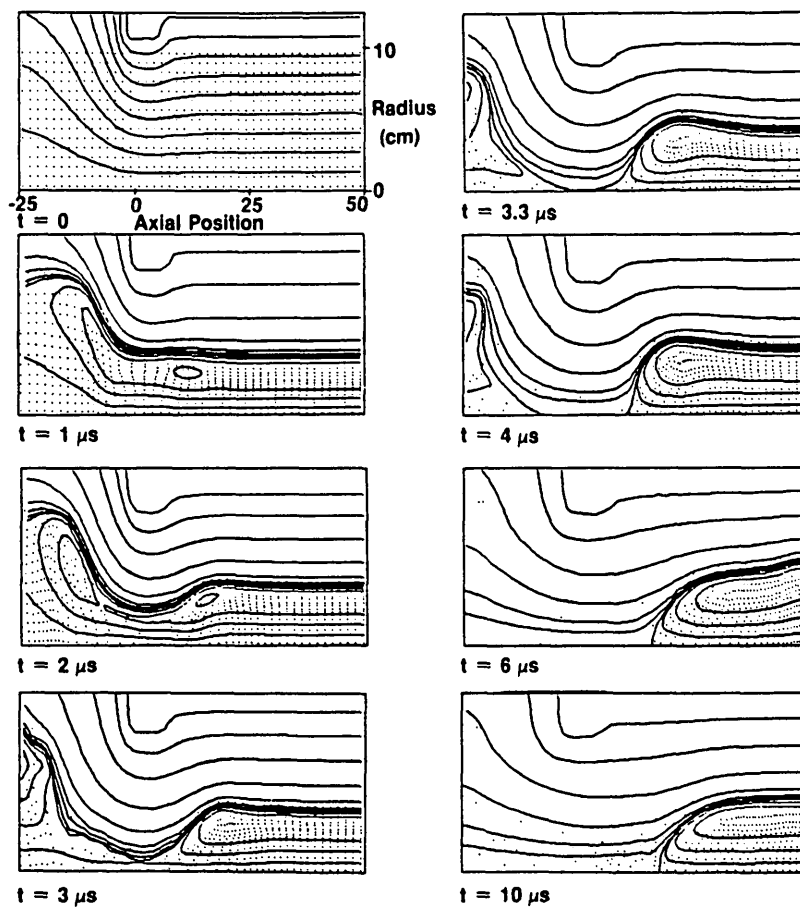 10
Radius
(cm)
0
-25 0 25 50
t = 0 Axial Position
t = 1 μs
t = 2 μs
t = 3 μs
t = 3.3 μs
t = 4 μs
t = 6 μs
t = 10 μs